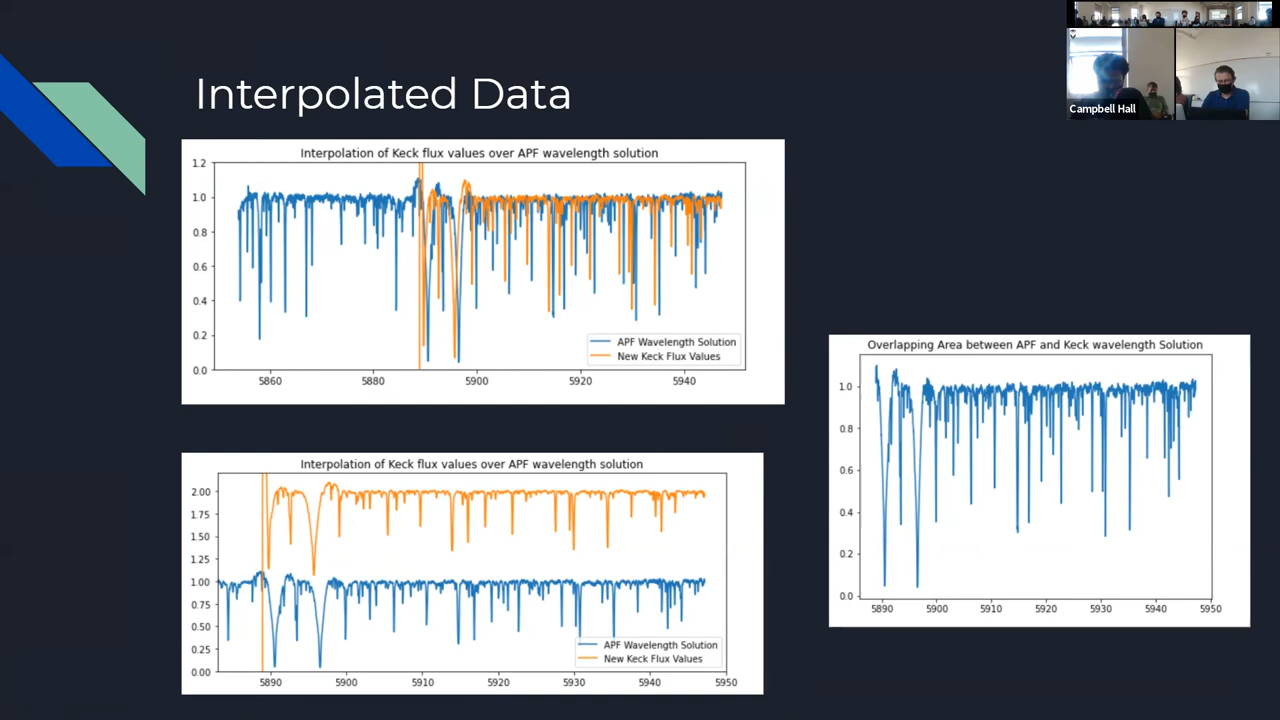 Interpolated Data
Campbell Hall
Interpolation of Keck flux values over APF wavelength solution
1.2
1.0
0.8
0.6
0.4
0.2
0.0
5860 5880 5900 5920 5940
APF Wavelength Solution
New Keck Flux Values
Interpolation of Keck flux values over APF wavelength solution
2.00
1.75
1.50
1.25
1.00
0.75
0.50
0.25
0.00
5890 5900 5910 5920 5930 5940 5950
APF Wavelength Solution
New Keck Flux Values
Overlapping Area between APF and Keck wavelength Solution
1.0
0.8
0.6
0.4
0.2
0.0
5890 5900 5910 5920 5930 5940 5950